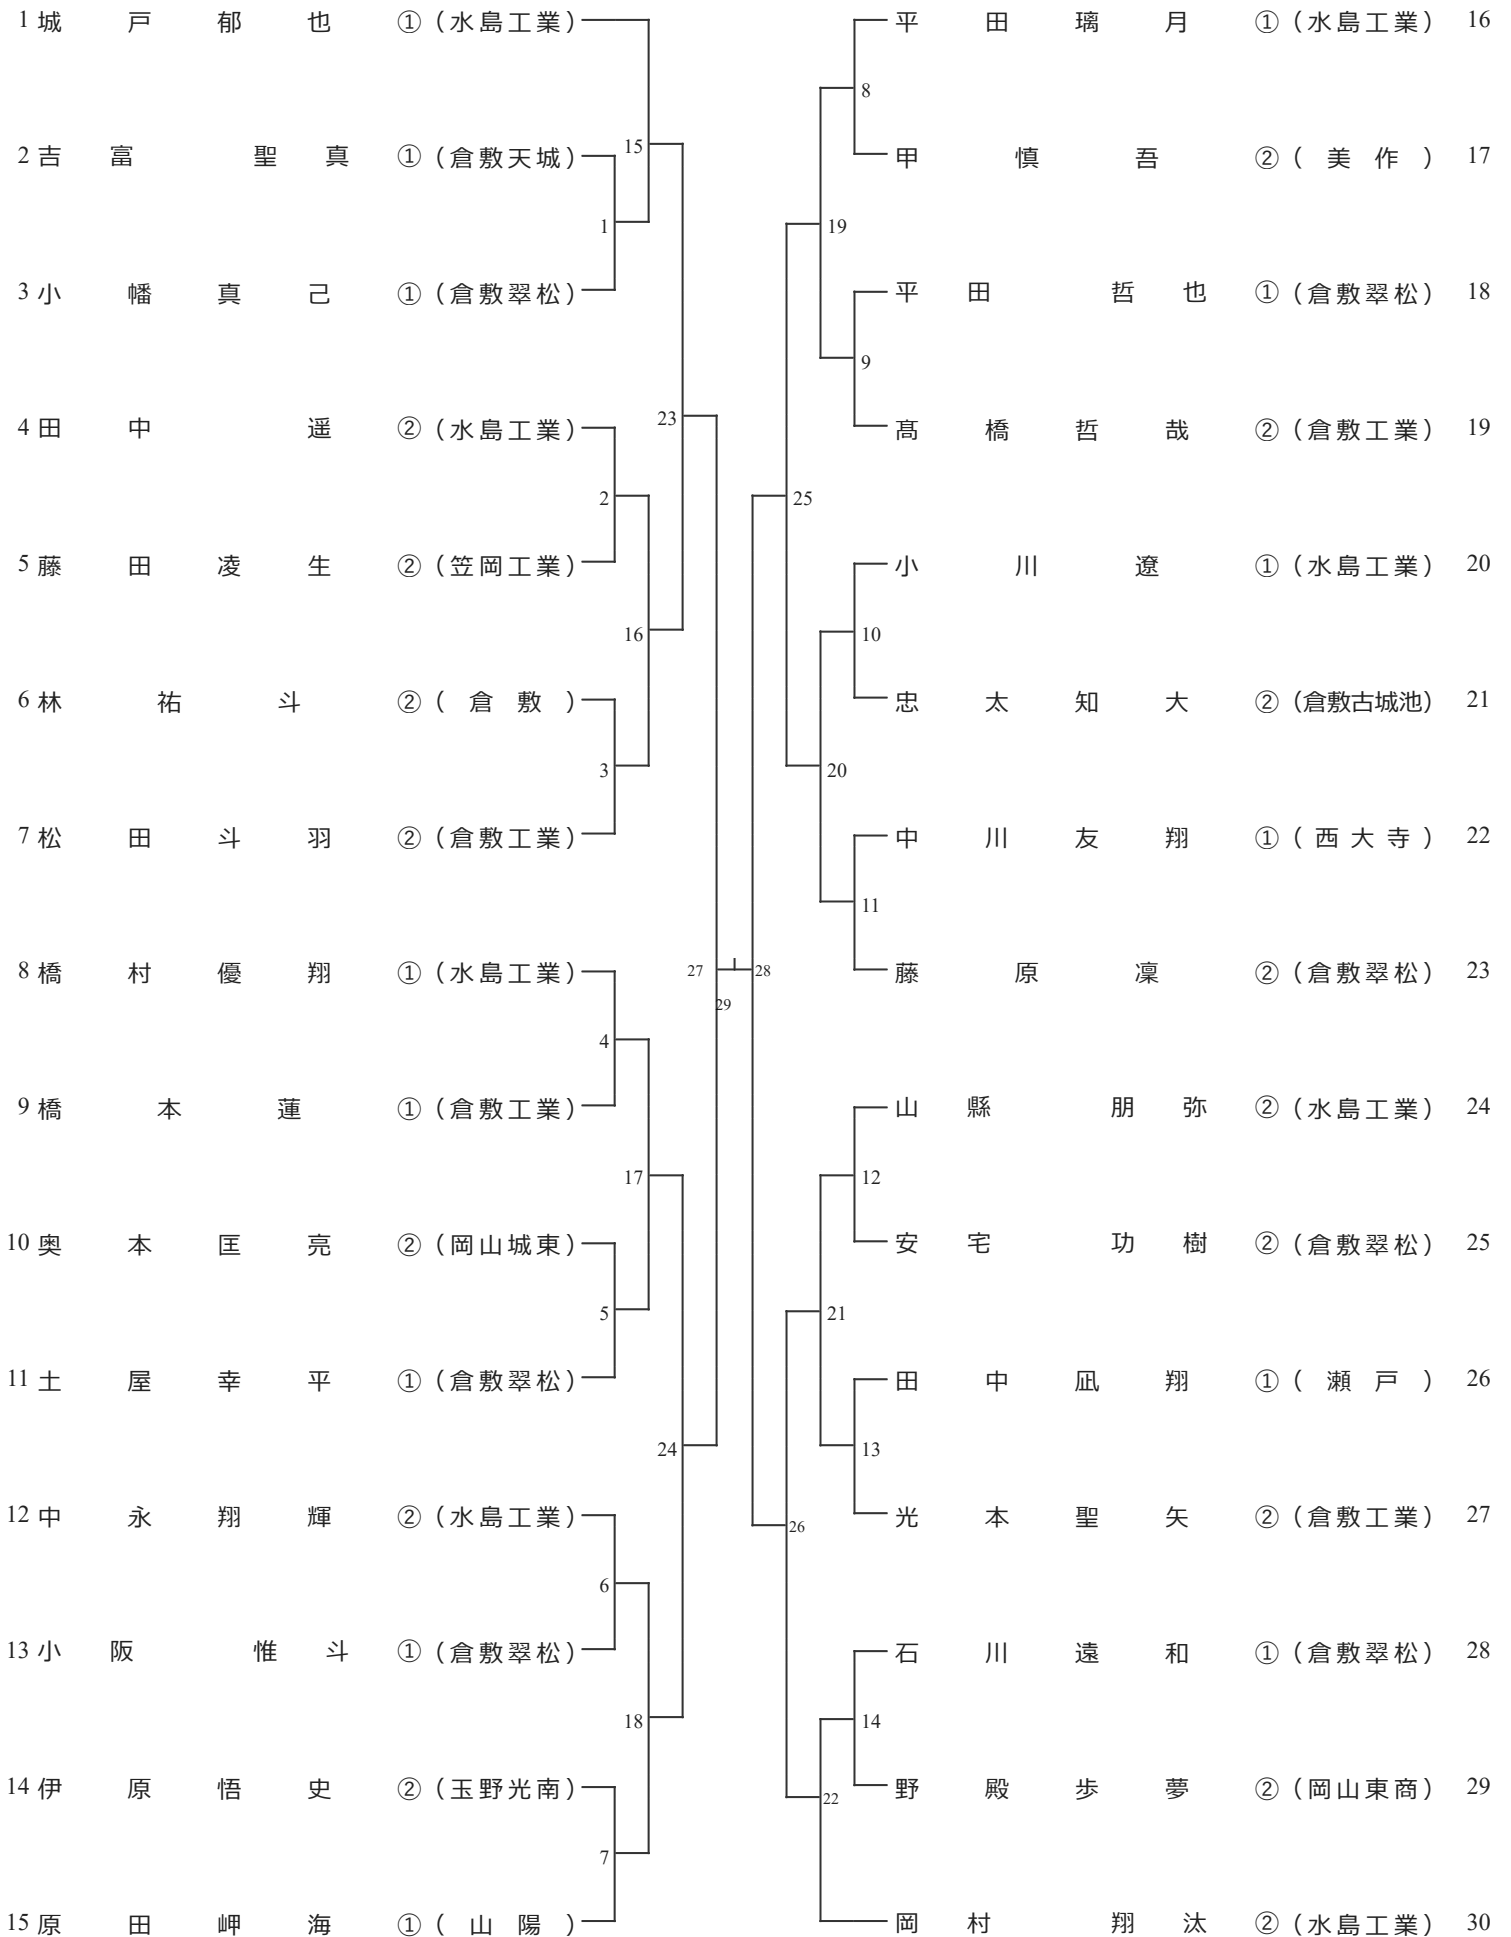 1 城戸郁也 ① (水島工業)
2 吉富聖真 ① (倉敷天城)
3 小幡真己 ① (倉敷翠松)
4 田中遥 ② (水島工業)
5 藤田凌生 ② (笠岡工業)
6 林祐斗 ② (倉敷)
7 松田斗羽 ② (倉敷工業)
8 橋村優翔 ① (水島工業)
9 橋本蓮 ① (倉敷工業)
10 奥本匡亮 ② (岡山城東)
11 土屋幸平 ① (倉敷翠松)
12 中永翔輝 ② (水島工業)
13 小阪惟斗 ① (倉敷翠松)
14 伊原悟史 ② (玉野光南)
15 原田岬海 ① (山陽)
1
2
3
4
5
6
7
15
16
17
18
23
24
27
29
28
25
26
19
20
21
22
8
9
10
11
12
13
14
平田璃月 ① (水島工業) 16
甲慎吾 ② (美作) 17
平田哲也 ① (倉敷翠松) 18
髙橋哲哉 ② (倉敷工業) 19
小川遼 ① (水島工業) 20
忠太知大 ② (倉敷古城池) 21
中川友翔 ① (西大寺) 22
藤原凜 ② (倉敷翠松) 23
山縣朋弥 ② (水島工業) 24
安宅功樹 ② (倉敷翠松) 25
田中凪翔 ① (瀬戸) 26
光本聖矢 ② (倉敷工業) 27
石川遠和 ① (倉敷翠松) 28
野殿歩夢 ② (岡山東商) 29
岡村翔汰 ② (水島工業) 30